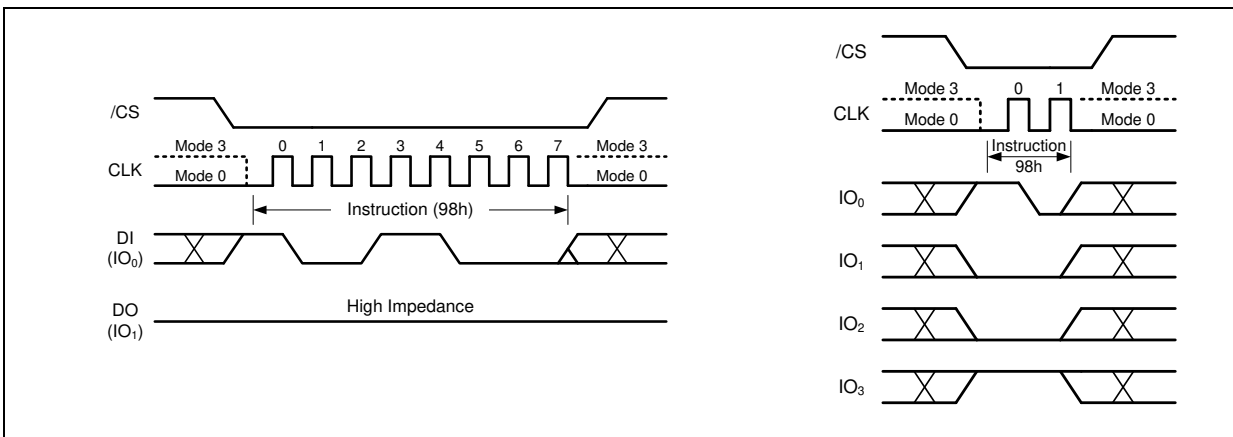 /CS
Mode 3 0 1 2 3 4 5 6 7 Mode 3
CLK
Mode 0 Mode 0
Instruction (98h)
DI
(IO₀)
High Impedance
DO
(IO₁)
/CS
Mode 3 0 1 Mode 3
CLK
Mode 0 Mode 0
Instruction
98h
IO₀
IO₁
IO₂
IO₃